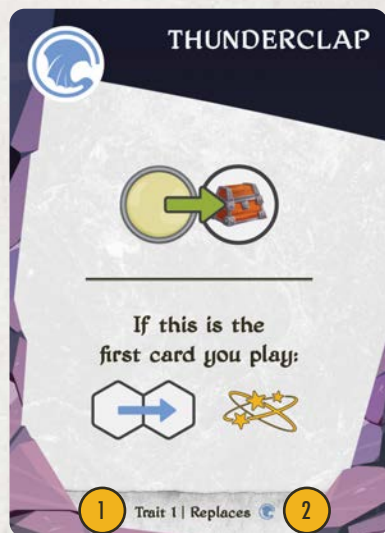 THUNDERCLAP
If this is the
first card you play:
1 Trait 1 | Replaces 2